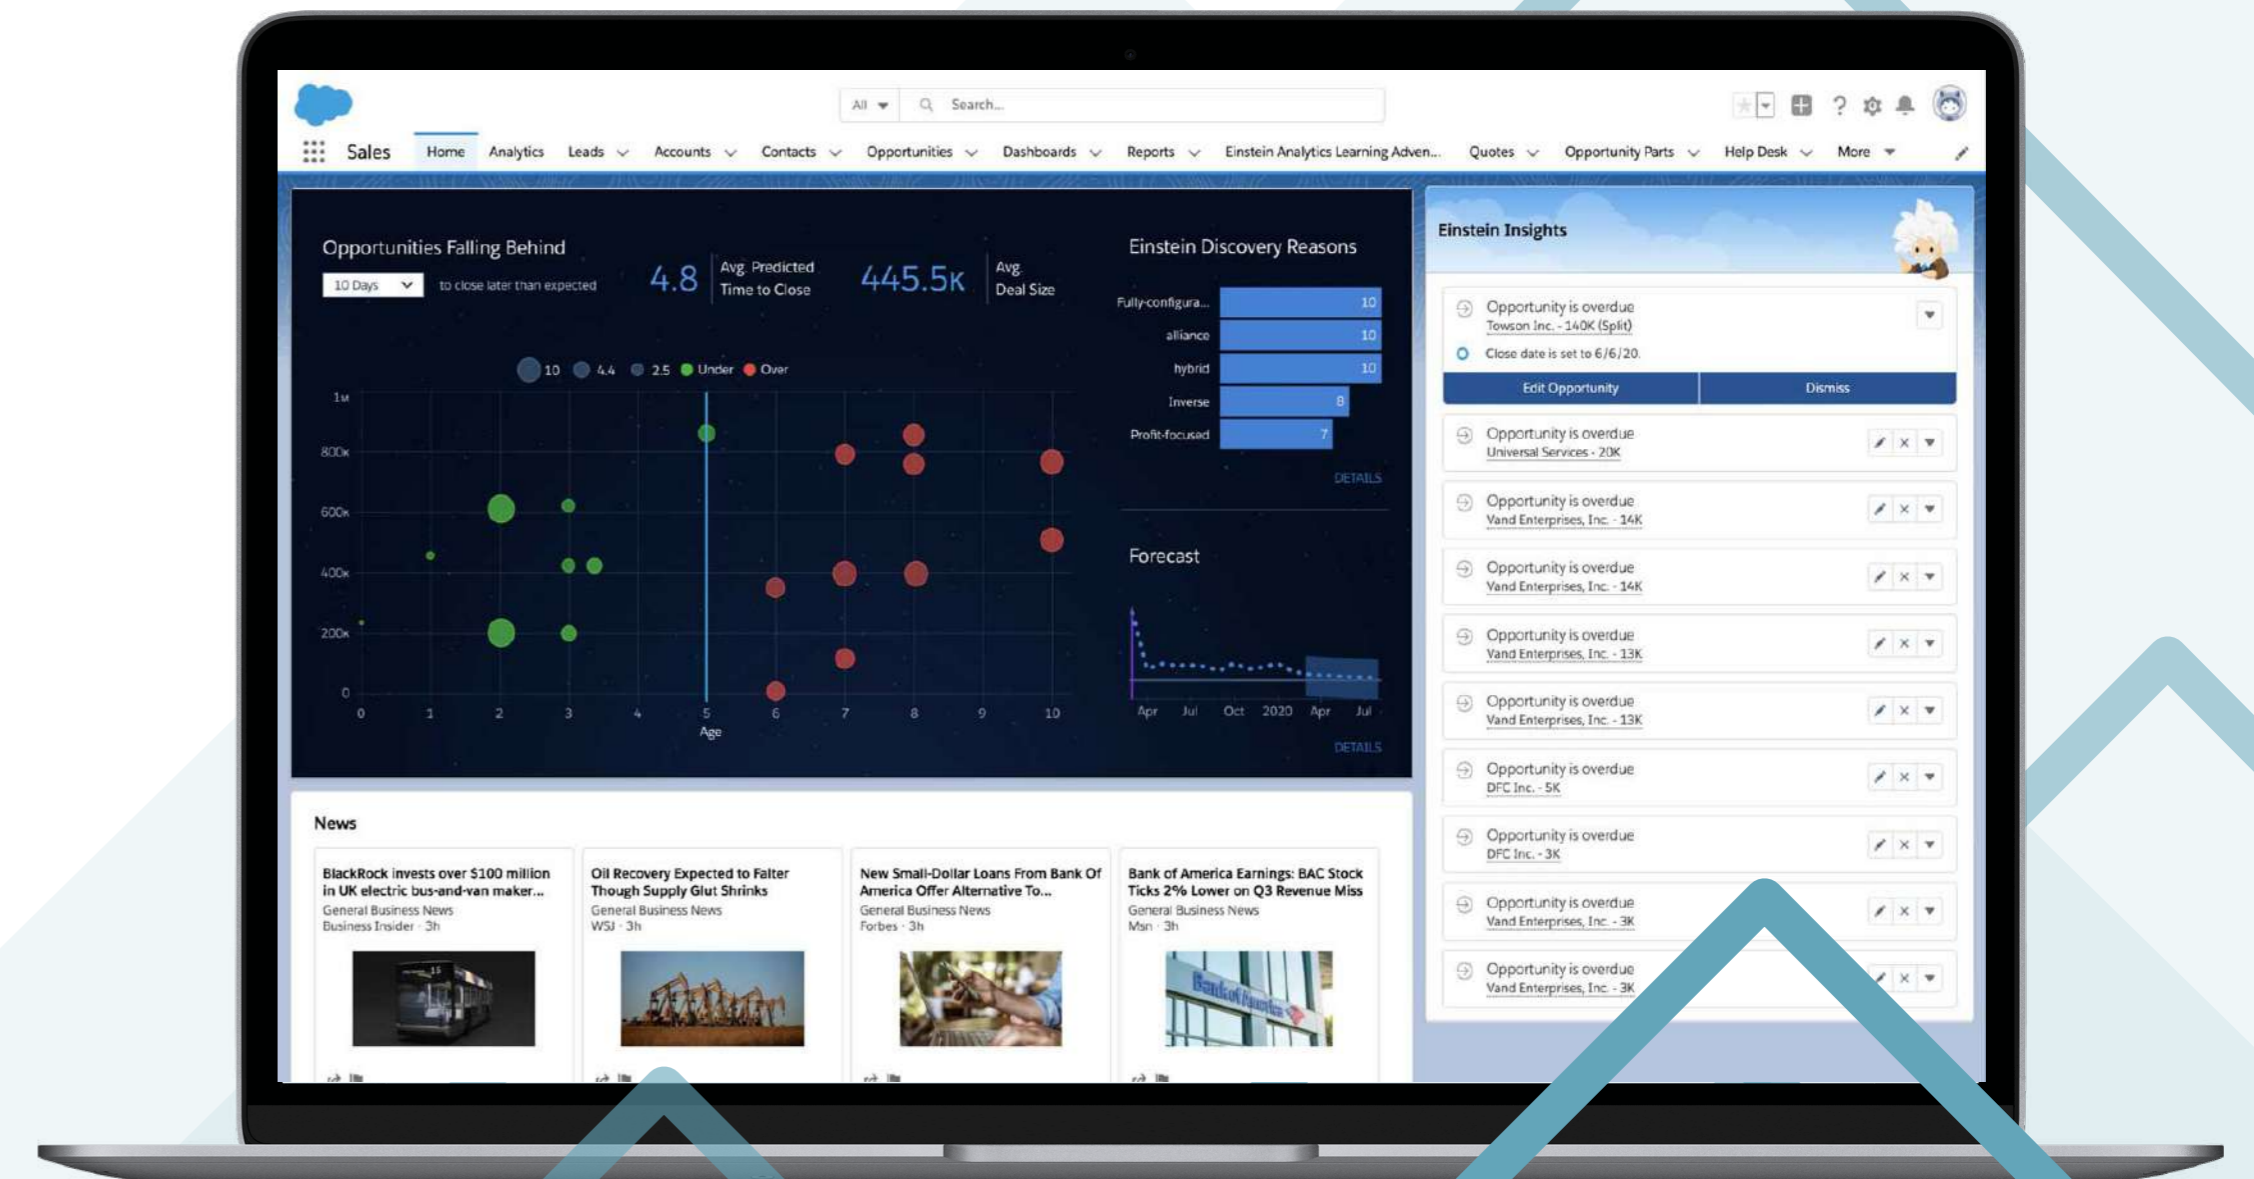 All Search...
Sales Home Analytics Leads Accounts Contacts Opportunities Dashboards Reports Einstein Analytics Learning Adven... Quotes Opportunity Parts Help Desk More
Opportunities Falling Behind
10 Days to close later than expected
4.8 Avg. Predicted
Time to Close
445.5K Avg
Deal Size
10 4.4 2.5 Under Over
1M
800K
600K
400K
200K
0
0 1 2 3 4 5 6 7 8 9 10
Age
Einstein Discovery Reasons
Fully-configura... 10
alliance 10
hybrid 10
Inverse 8
Profit-focused 7
DETAILS
Forecast
Apr Jul Oct 2020 Apr Jul
DETAILS
Einstein Insights
Opportunity is overdue
Towson Inc. - 140K (Split)
Close date is set to 6/6/20.
Edit Opportunity Dismiss
Opportunity is overdue
Universal Services - 20K
Opportunity is overdue
Vand Enterprises, Inc. - 14K
Opportunity is overdue
Vand Enterprises, Inc. - 14K
Opportunity is overdue
Vand Enterprises, Inc. - 13K
Opportunity is overdue
Vand Enterprises, Inc. - 13K
Opportunity is overdue
DFC Inc. - 5K
Opportunity is overdue
DFC Inc. - 3K
Opportunity is overdue
Vand Enterprises, Inc. - 3K
Opportunity is overdue
Vand Enterprises, Inc. - 3K
News
BlackRock invests over $100 million
in UK electric bus-and-van maker...
General Business News
Business Insider · 3h
15
Oil Recovery Expected to Falter
Though Supply Glut Shrinks
General Business News
WSJ · 3h
New Small-Dollar Loans From Bank Of
America Offer Alternative To...
General Business News
Forbes · 3h
Bank of America Earnings: BAC Stock
Ticks 2% Lower on Q3 Revenue Miss
General Business News
Msn · 3h
Bank of America